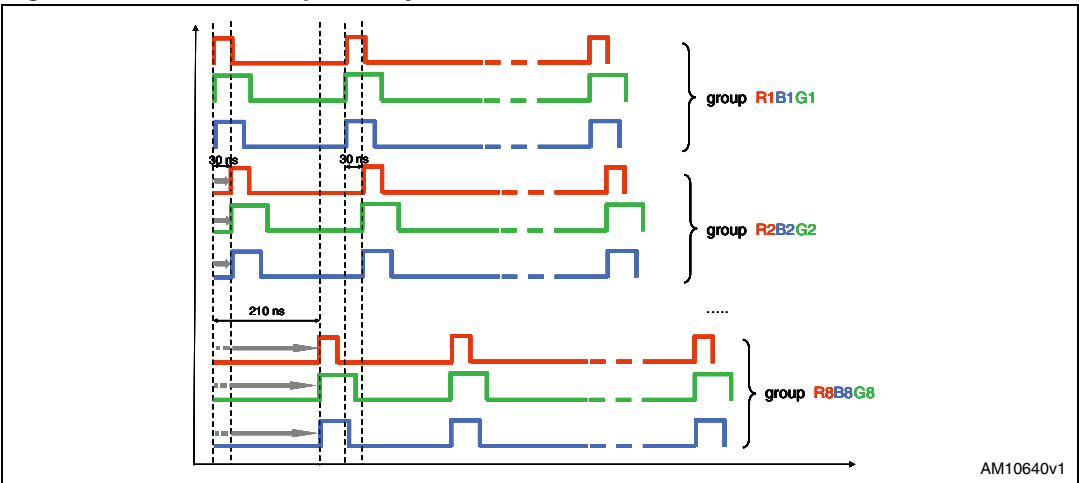 group R1B1G1
30 ns 30 ns
group R2B2G2
210 ns
.....
group R8B8G8
AM10640v1